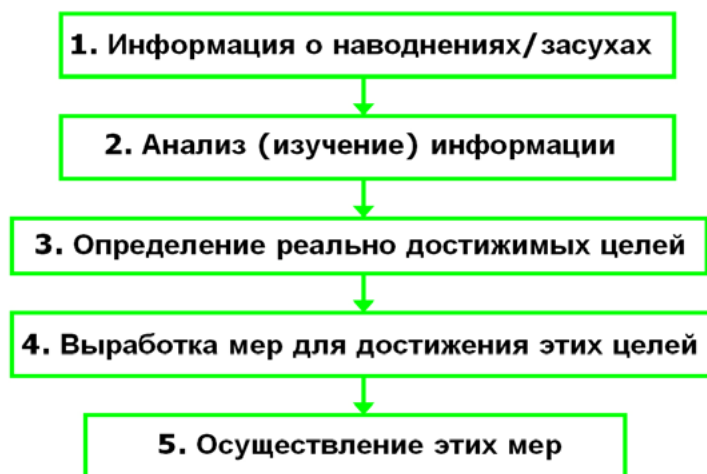 1. Информация о наводнениях/засухах
2. Анализ (изучение) информации
3. Определение реально достижимых целей
4. Выработка мер для достижения этих целей
5. Осуществление этих мер